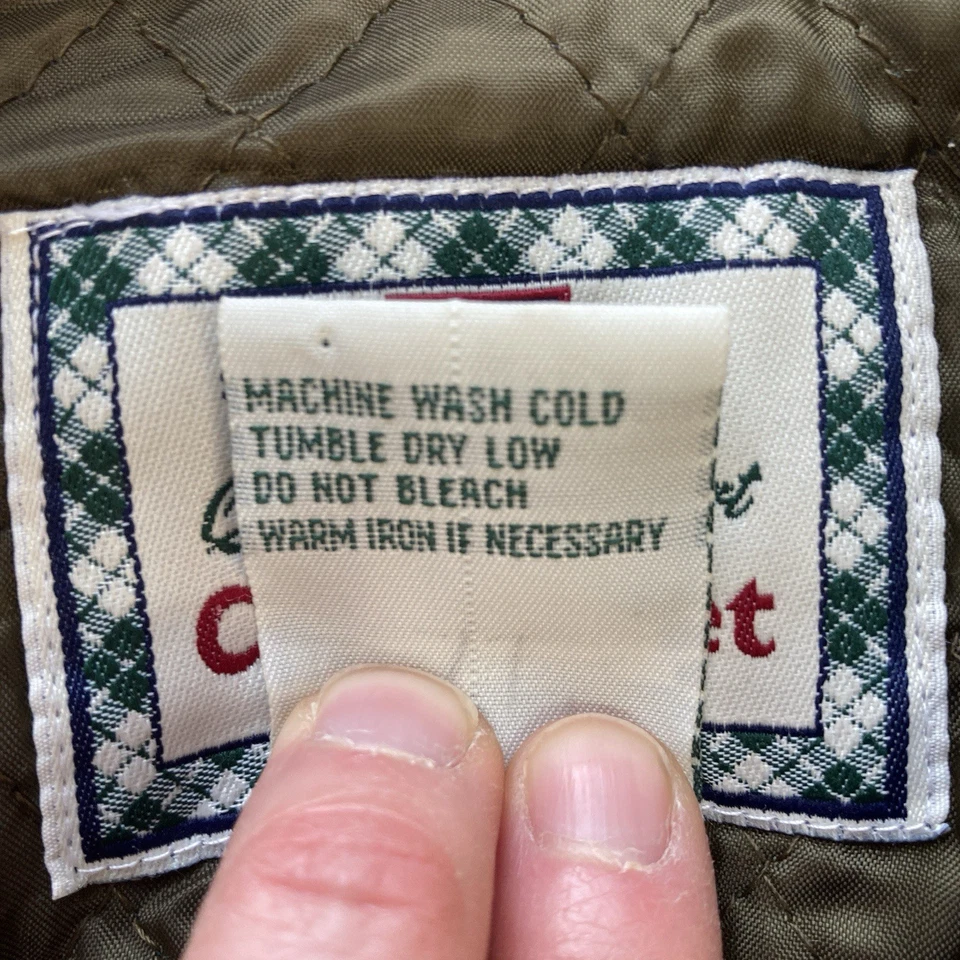 MACHINE WASH COLD
TUMBLE DRY LOW
DO NOT BLEACH
WARM IRON IF NECESSARY